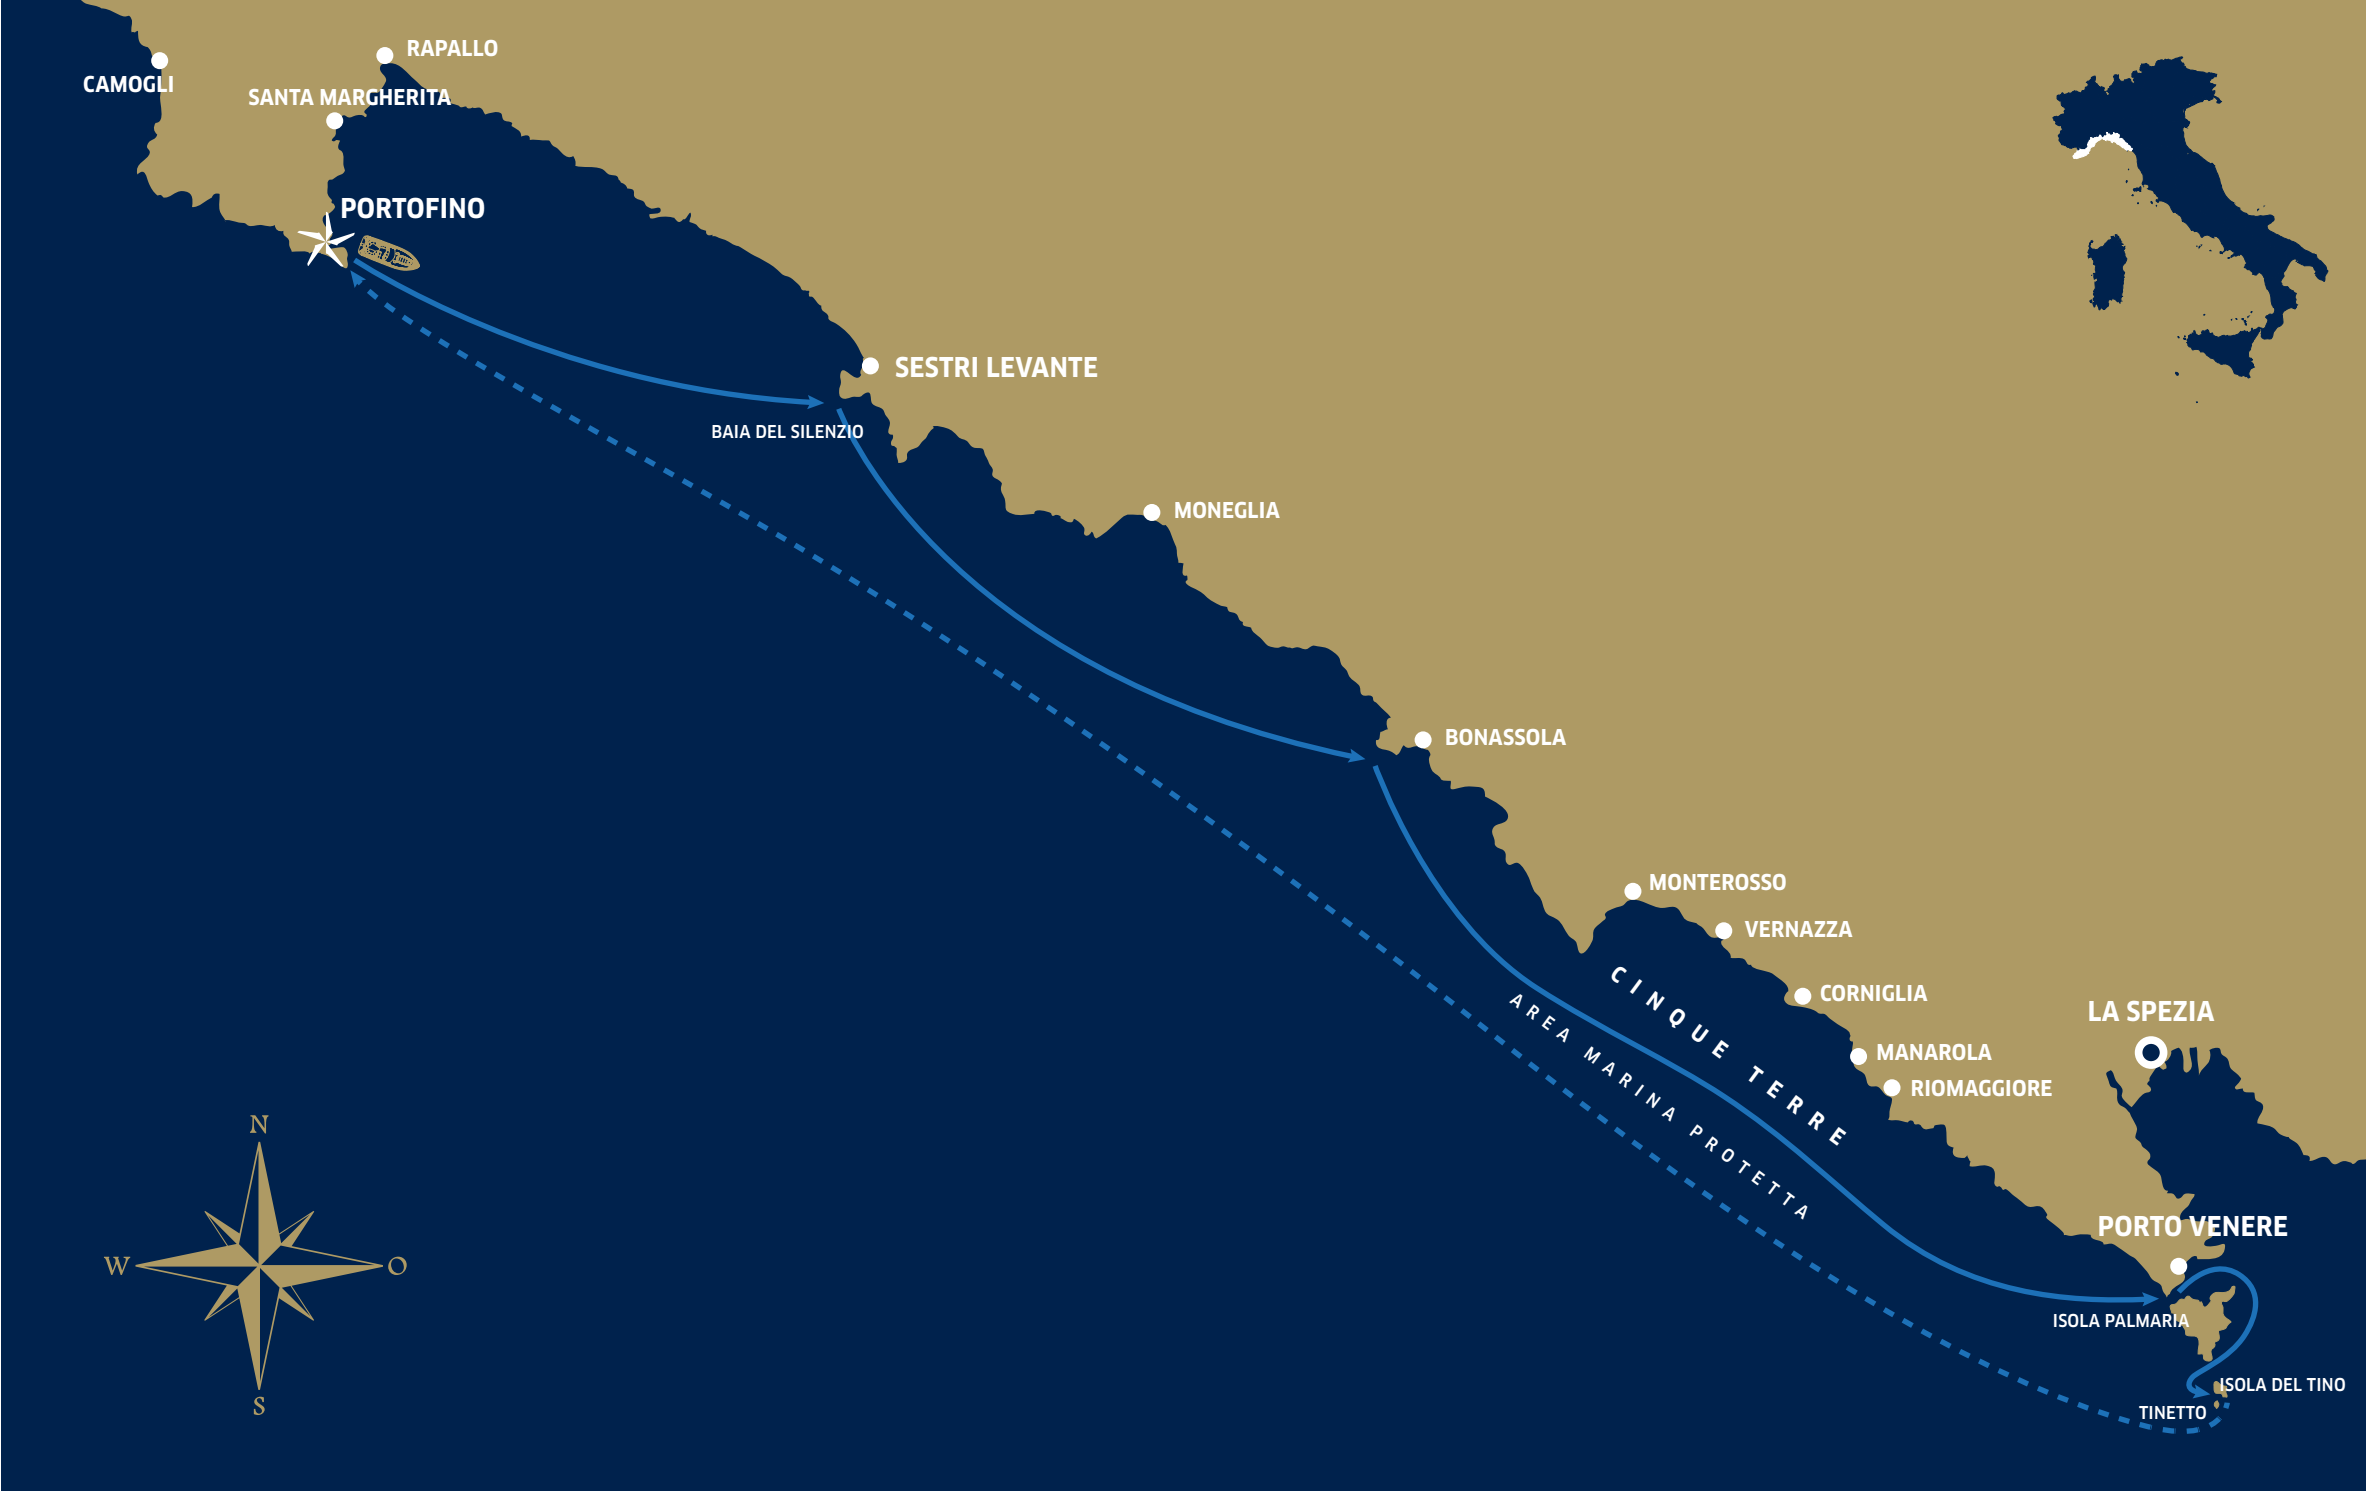 RAPALLO
CAMOGLI
SANTA MARGHERITA
PORTOFINO
SESTRI LEVANTE
BAIA DEL SILENZIO
MONEGLIA
BONASSOLA
MONTEROSSO
VERNAZZA
CINQUE TERRE
AREA MARINA PROTETTA
CORNIGLIA
LA SPEZIA
MANAROLA
RIOMAGGIORE
PORTO VENERE
ISOLA PALMARIA
ISOLA DEL TINO
TINETTO
N
W
O
S